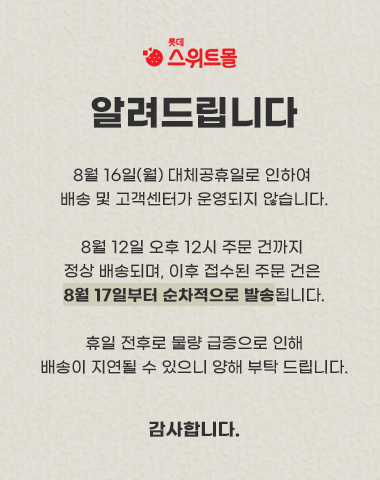 롯데
스위트몰
알려드립니다
8월 16일(월) 대체공휴일로 인하여
배송 및 고객센터가 운영되지 않습니다.
8월 12일 오후 12시 주문 건까지
정상 배송되며, 이후 접수된 주문 건은
8월 17일부터 순차적으로 발송됩니다.
휴일 전후로 물량 급증으로 인해
배송이 지연될 수 있으니 양해 부탁 드립니다.
감사합니다.